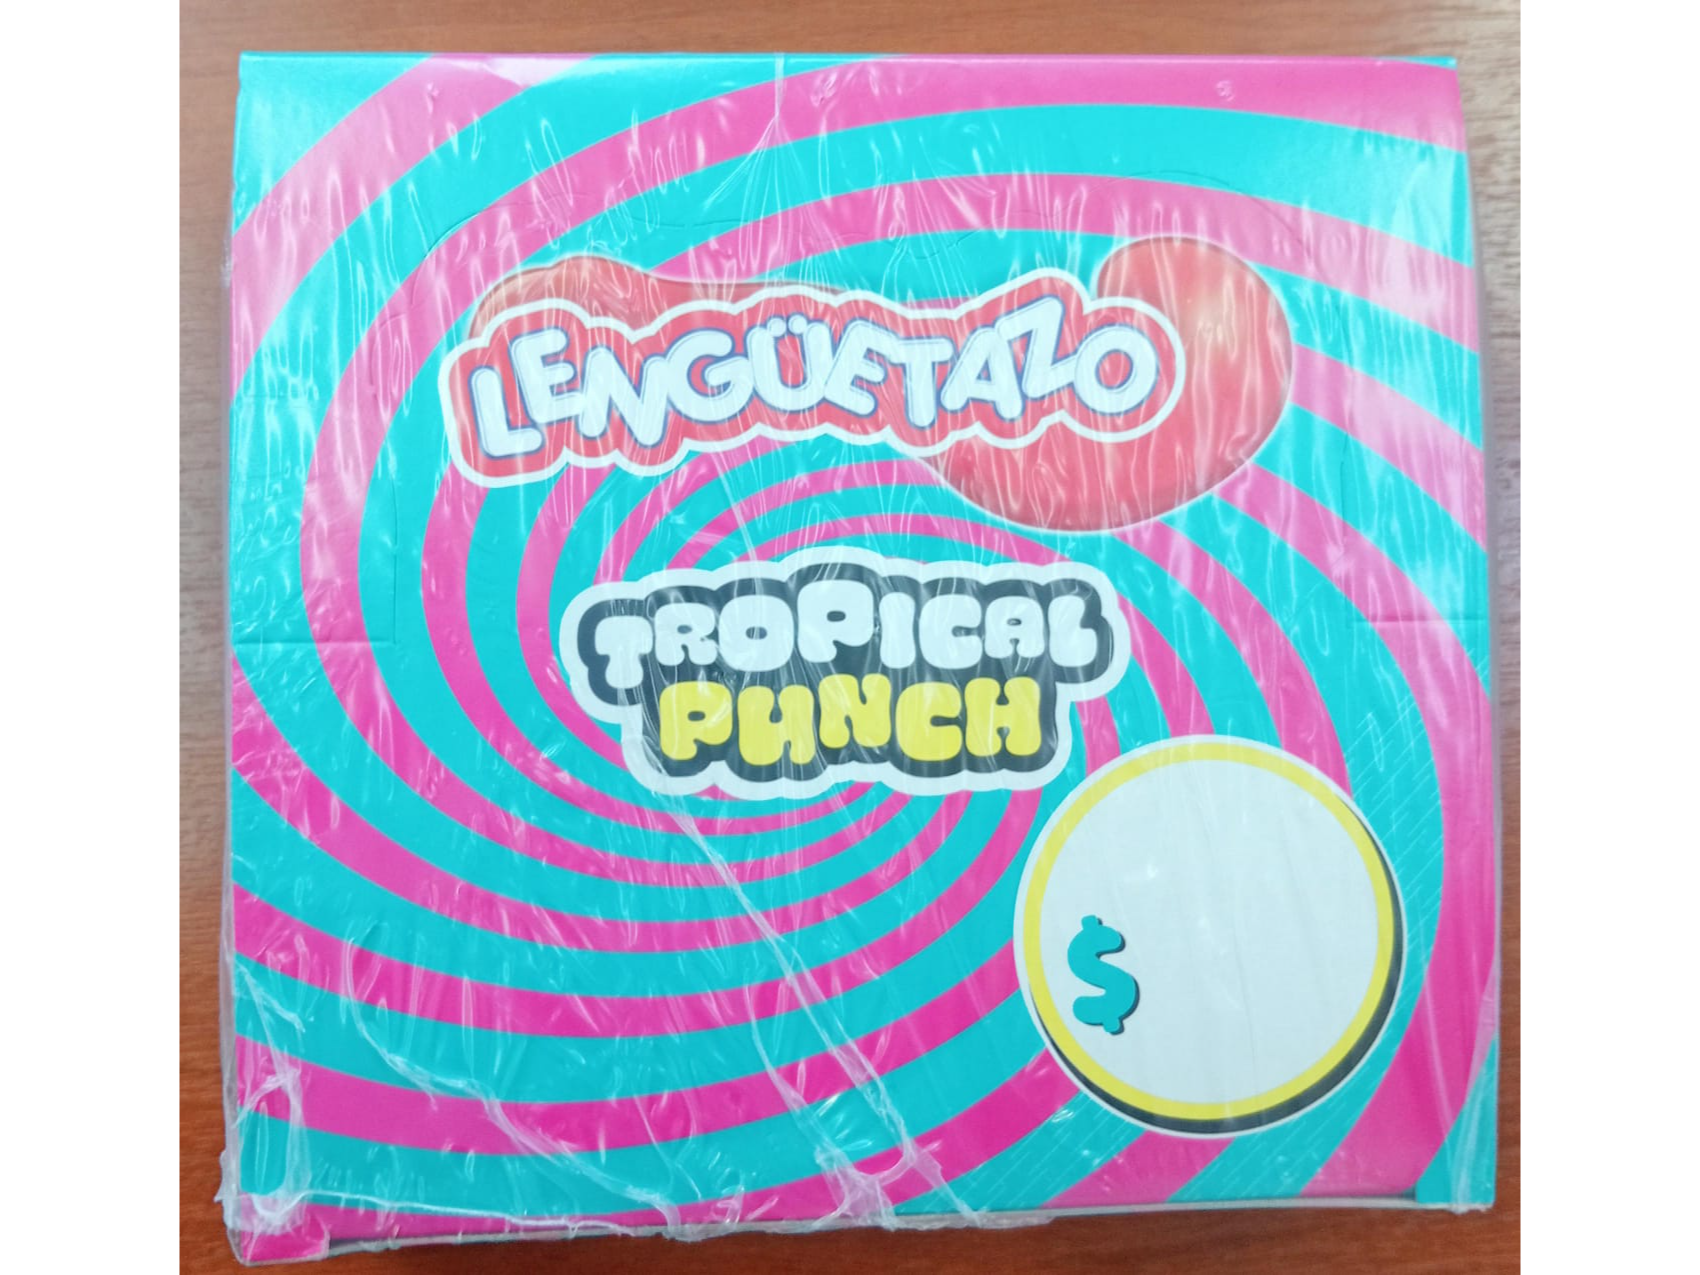 LENGÜETAZO
TROPICAL
PUNCH
$